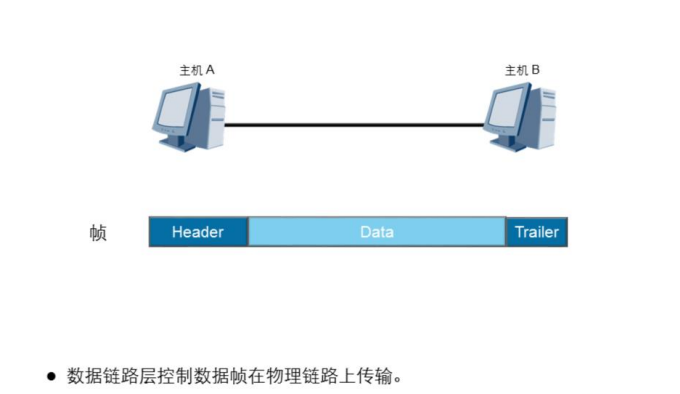 主机 A
主机 B
帧
Header
Data
Trailer
● 数据链路层控制数据帧在物理链路上传输。